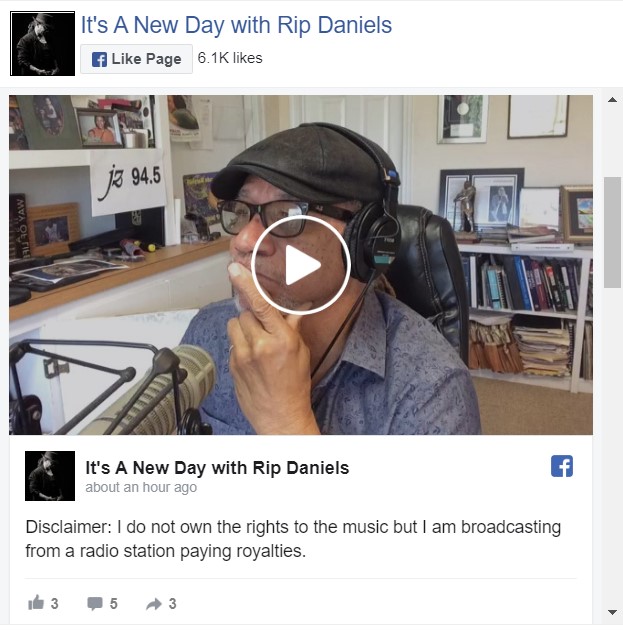 It's A New Day with Rip Daniels
Like Page
6.1K likes
jz 94.5
It's A New Day with Rip Daniels
about an hour ago
Disclaimer: I do not own the rights to the music but I am broadcasting
from a radio station paying royalties.
3
5
3